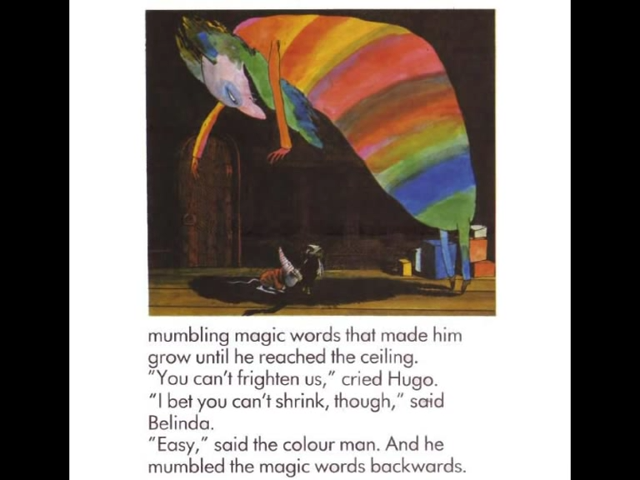 mumbling magic words that made him
grow until he reached the ceiling.
"You can't frighten us," cried Hugo.
"I bet you can't shrink, though," said
Belinda.
"Easy," said the colour man. And he
mumbled the magic words backwards.